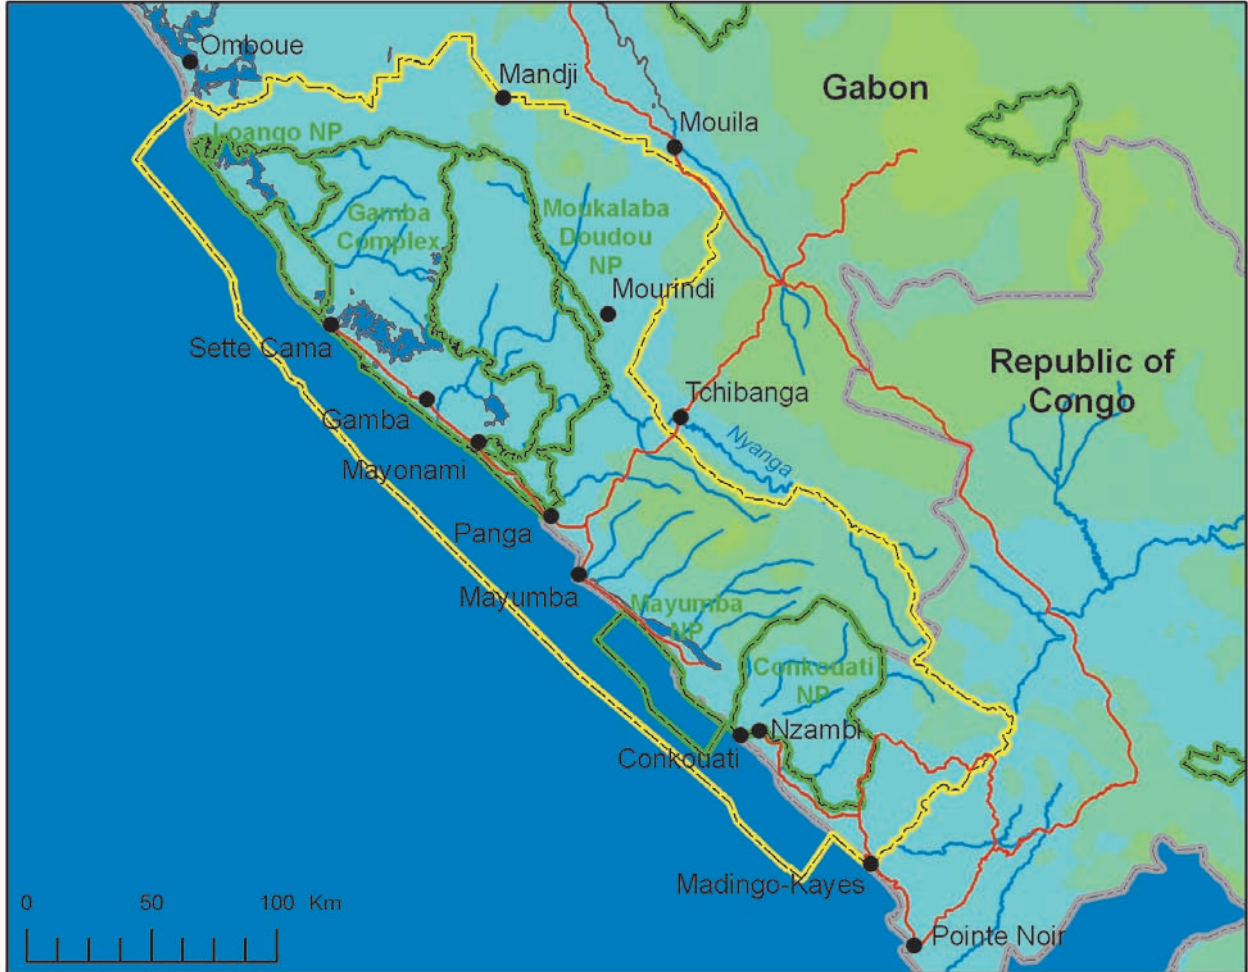 Omboue
Mandji
Gabon
Loango NP
Mouila
Gamba
Complex
Moukalaba
Doudou
NP
Mourindi
Sette Cama
Republic of
Congo
Tchibanga
Gamba
Nyanga
Mayonami
Panga
Mayumba
Mayumba
NP
Conkouati
NP
Nzambi
Conkouati
Madingo-Kayes
0 50 100 Km
Pointe Noir